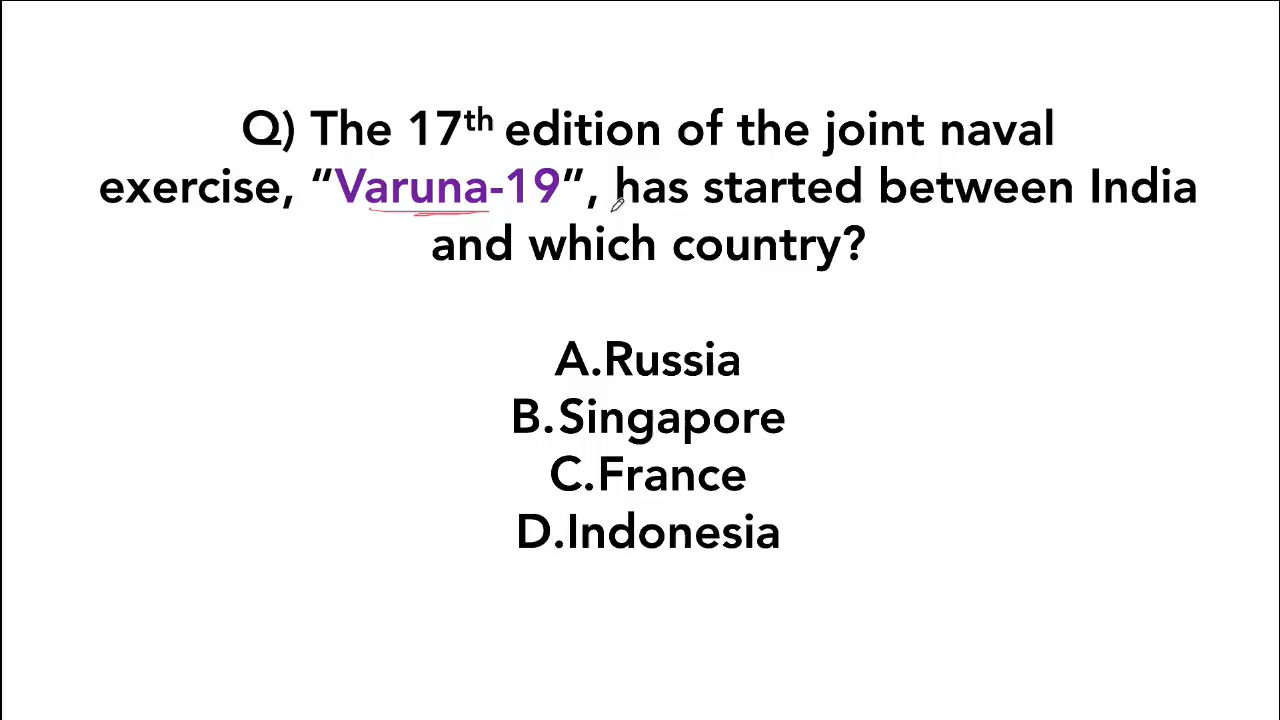 Q) The 17th edition of the joint naval
exercise, “Varuna-19”, has started between India
and which country?
A.Russia
B.Singapore
C.France
D.Indonesia